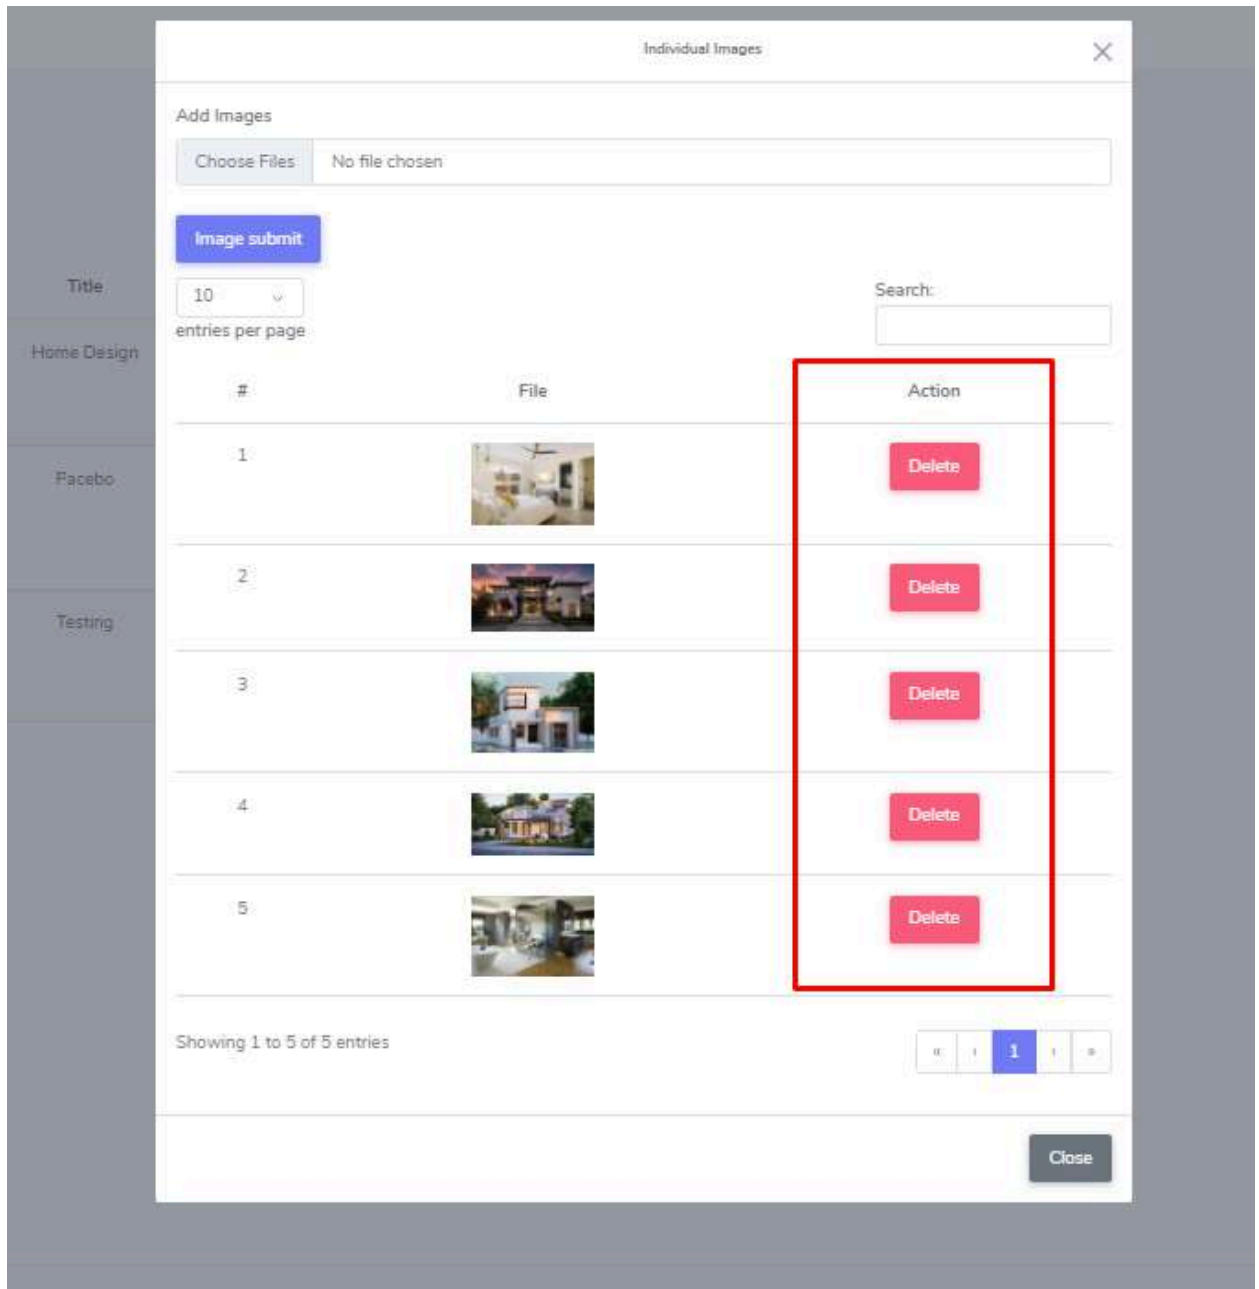 Individual Images
Add Images
Choose Files No file chosen
Image submit
Title
10
Search:
entries per page
Home Design
# File Action
1 Delete
Facebo
2 Delete
Testing
3 Delete
4 Delete
5 Delete
Showing 1 to 5 of 5 entries
« ‹ 1 › »
Close